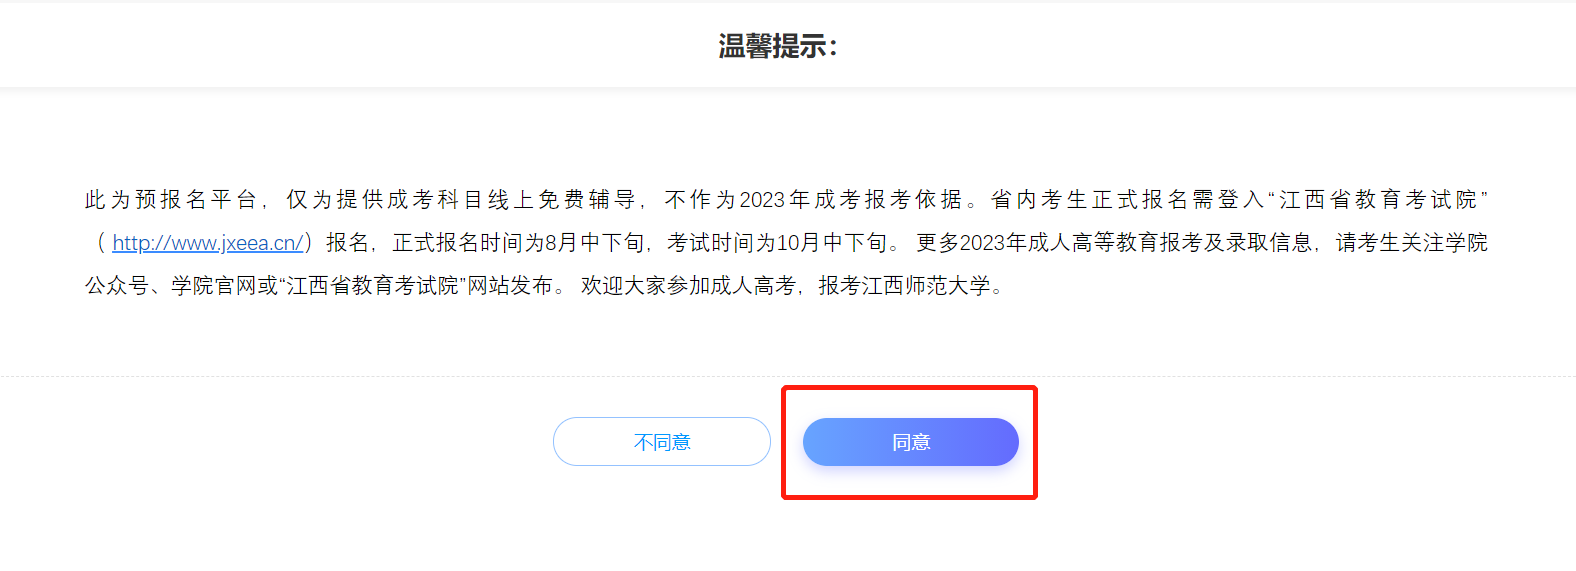 温馨提示：
此为预报名平台，仅为提供成考科目线上免费辅导，不作为2023年成考报考依据。省内考生正式报名需登入“江西省教育考试院”
（ http://www.jxeea.cn/）报名，正式报名时间为8月中下旬，考试时间为10月中下旬。 更多2023年成人高等教育报考及录取信息，请考生关注学院
公众号、学院官网或“江西省教育考试院”网站发布。 欢迎大家参加成人高考，报考江西师范大学。
不同意
同意